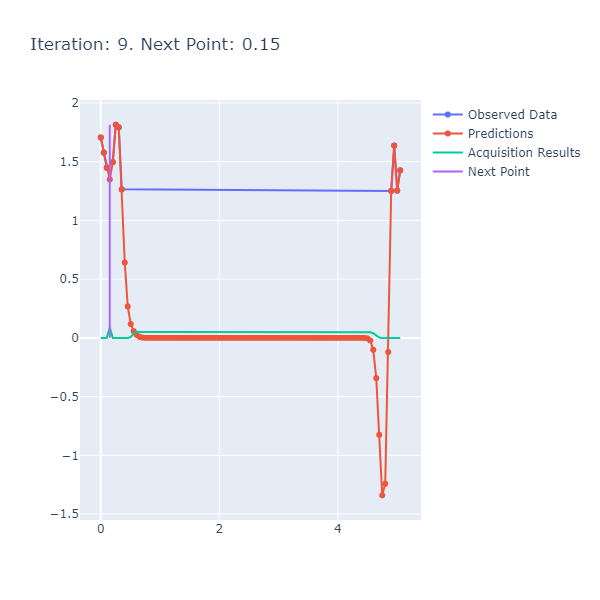 Iteration: 9. Next Point: 0.15
Observed Data
Predictions
Acquisition Results
Next Point
2
1.5
1
0.5
0
−0.5
−1
−1.5
0
2
4